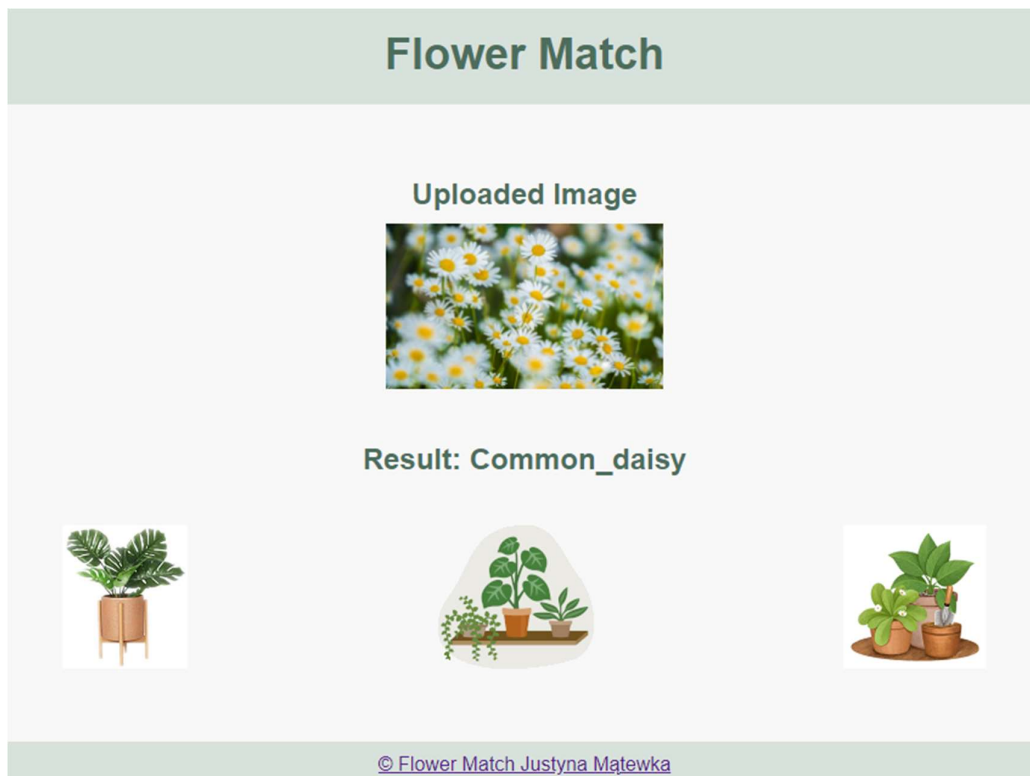 Flower Match
Uploaded Image
Result: Common_daisy
© Flower Match Justyna Mątewka